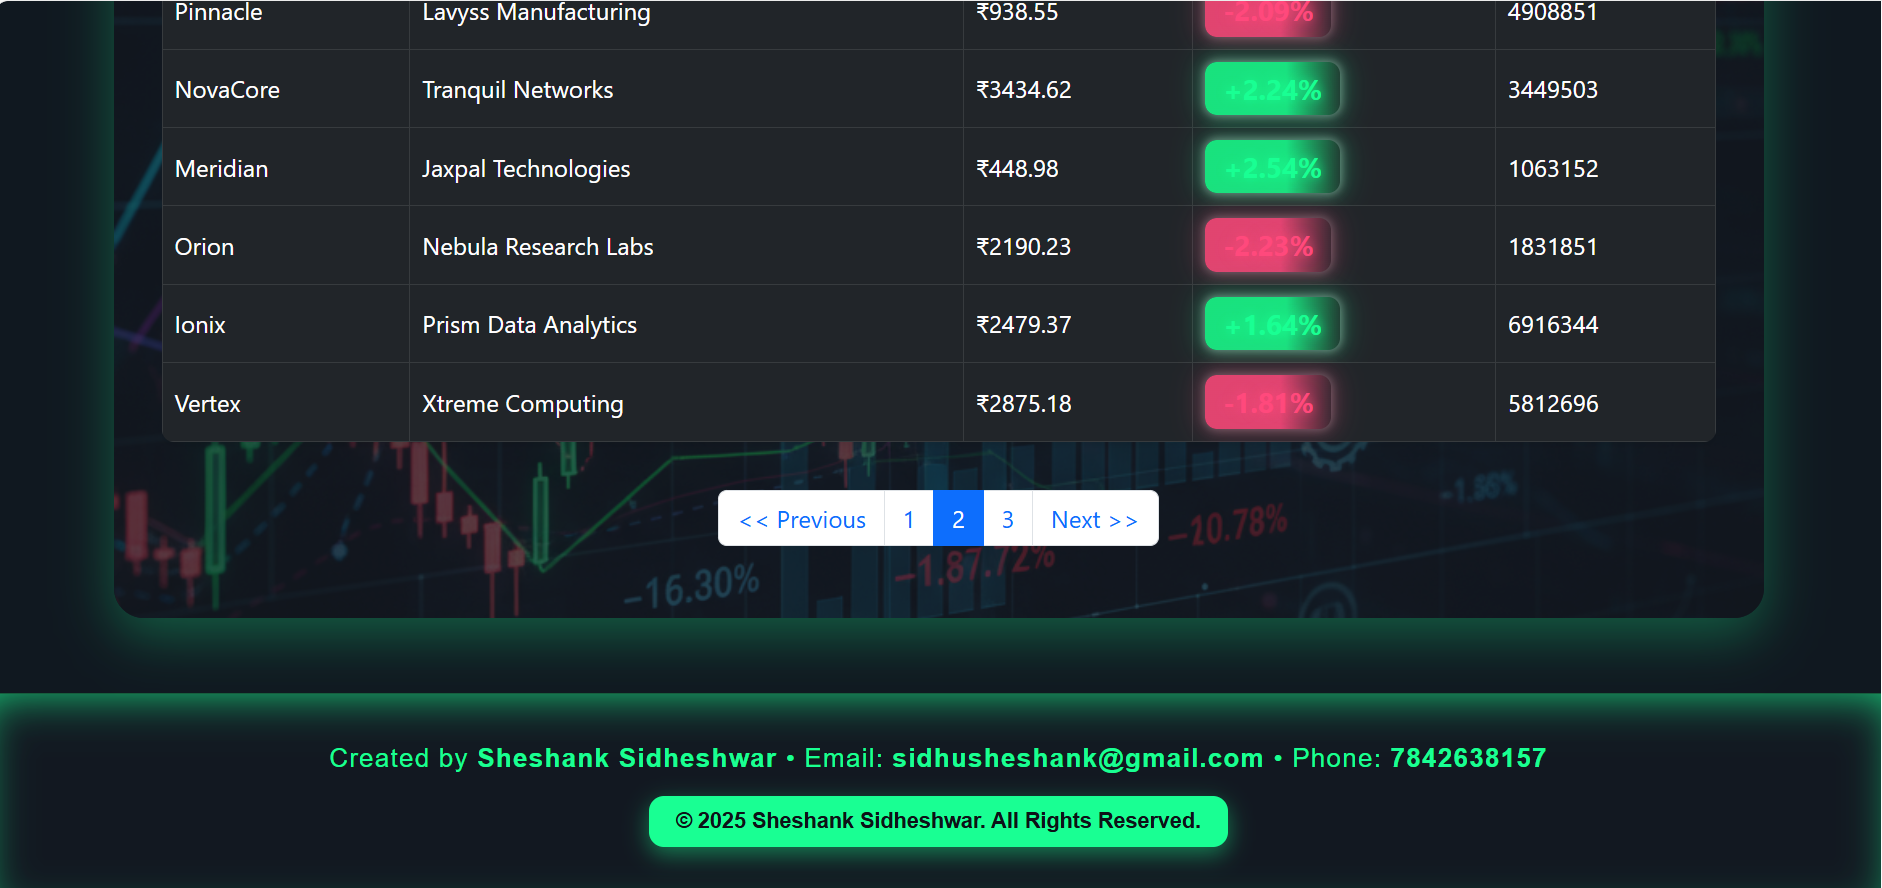 Pinnacle Lavyss Manufacturing ₹938.55 -2.09% 4908851
NovaCore Tranquil Networks ₹3434.62 +2.24% 3449503
Meridian Jaxpal Technologies ₹448.98 +2.54% 1063152
Orion Nebula Research Labs ₹2190.23 -2.23% 1831851
Ionix Prism Data Analytics ₹2479.37 +1.64% 6916344
Vertex Xtreme Computing ₹2875.18 -1.81% 5812696
−1.86%
<< Previous 1 2 3 Next >>
−10.78%
−1.87.72%
−16.30%
Created by Sheshank Sidheshwar • Email: sidhusheshank@gmail.com • Phone: 7842638157
© 2025 Sheshank Sidheshwar. All Rights Reserved.